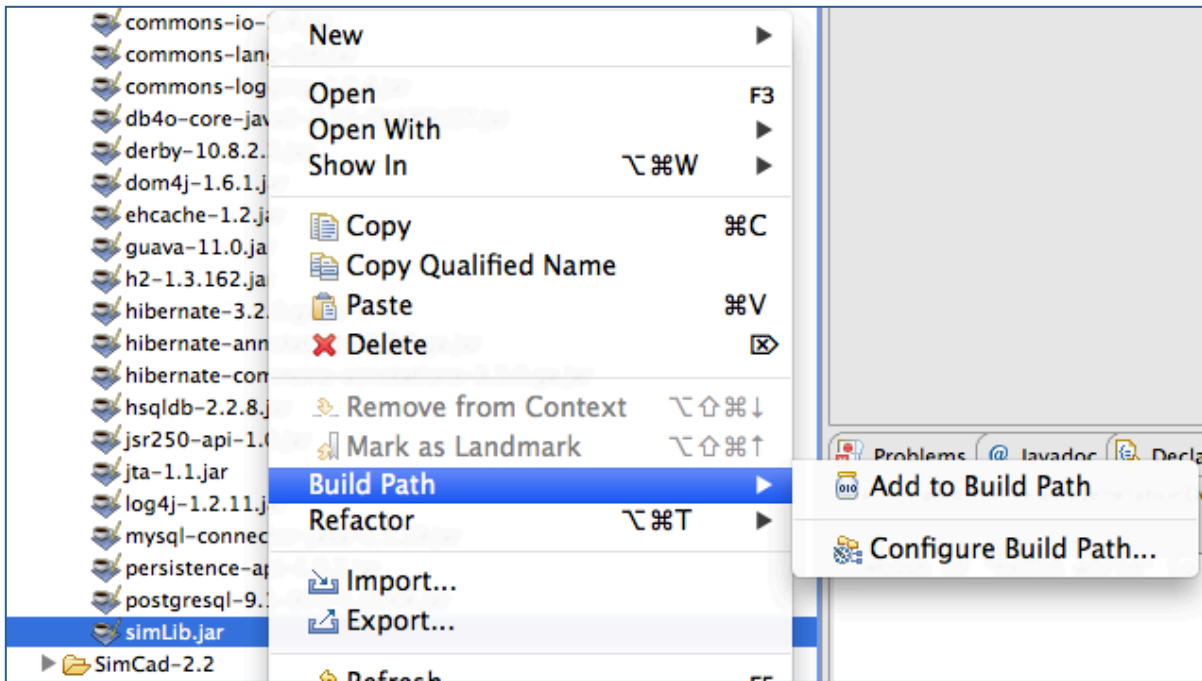 commons-io-
commons-lan
commons-log
db4o-core-jav
derby-10.8.2.
dom4j-1.6.1.j
ehcache-1.2.ja
guava-11.0.ja
h2-1.3.162.ja
hibernate-3.2
hibernate-ann
hibernate-com
hsqldb-2.2.8.j
jsr250-api-1.0
jta-1.1.jar
log4j-1.2.11.j
mysql-connec
persistence-ap
postgresql-9.
simLib.jar
SimCad-2.2
New
Open F3
Open With
Show In ⌥⌘W
Copy ⌘C
Copy Qualified Name
Paste ⌘V
Delete ⌦
Remove from Context ⌥⇧⌘↓
Mark as Landmark ⌥⇧⌘↑
Build Path
Refactor ⌥⌘T
Import...
Export...
Refresh F5
Problems @ Javadoc Decla
Add to Build Path
Configure Build Path...